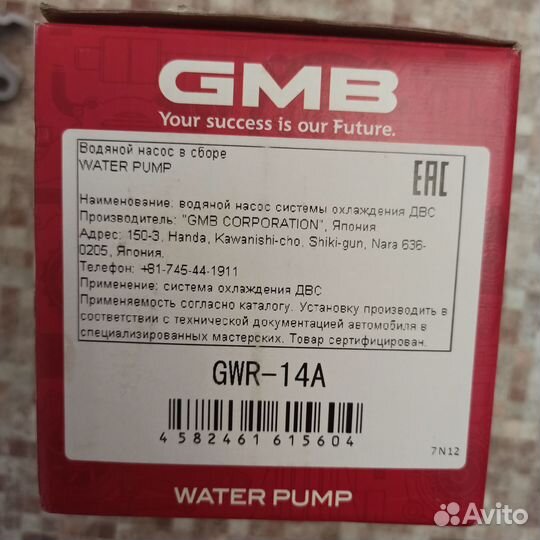 GMB
Your success is our Future.
Водяной насос в сборе
WATER PUMP
EAC
Наименование: водяной насос системы охлаждения ДВС
Производитель: "GMB CORPORATION", Япония
Адрес: 150-3, Handa, Kawanishi-cho, Shiki-gun, Nara 636-
0205, Япония.
Телефон: +81-745-44-1911
Применение: система охлаждения ДВС
Применяемость согласно каталогу. Установку производить в
соответствии с технической документацией автомобиля в
специализированных мастерских. Товар сертифицирован.
GWR-14A
4582461615604
7N12
WATER PUMP
Avito